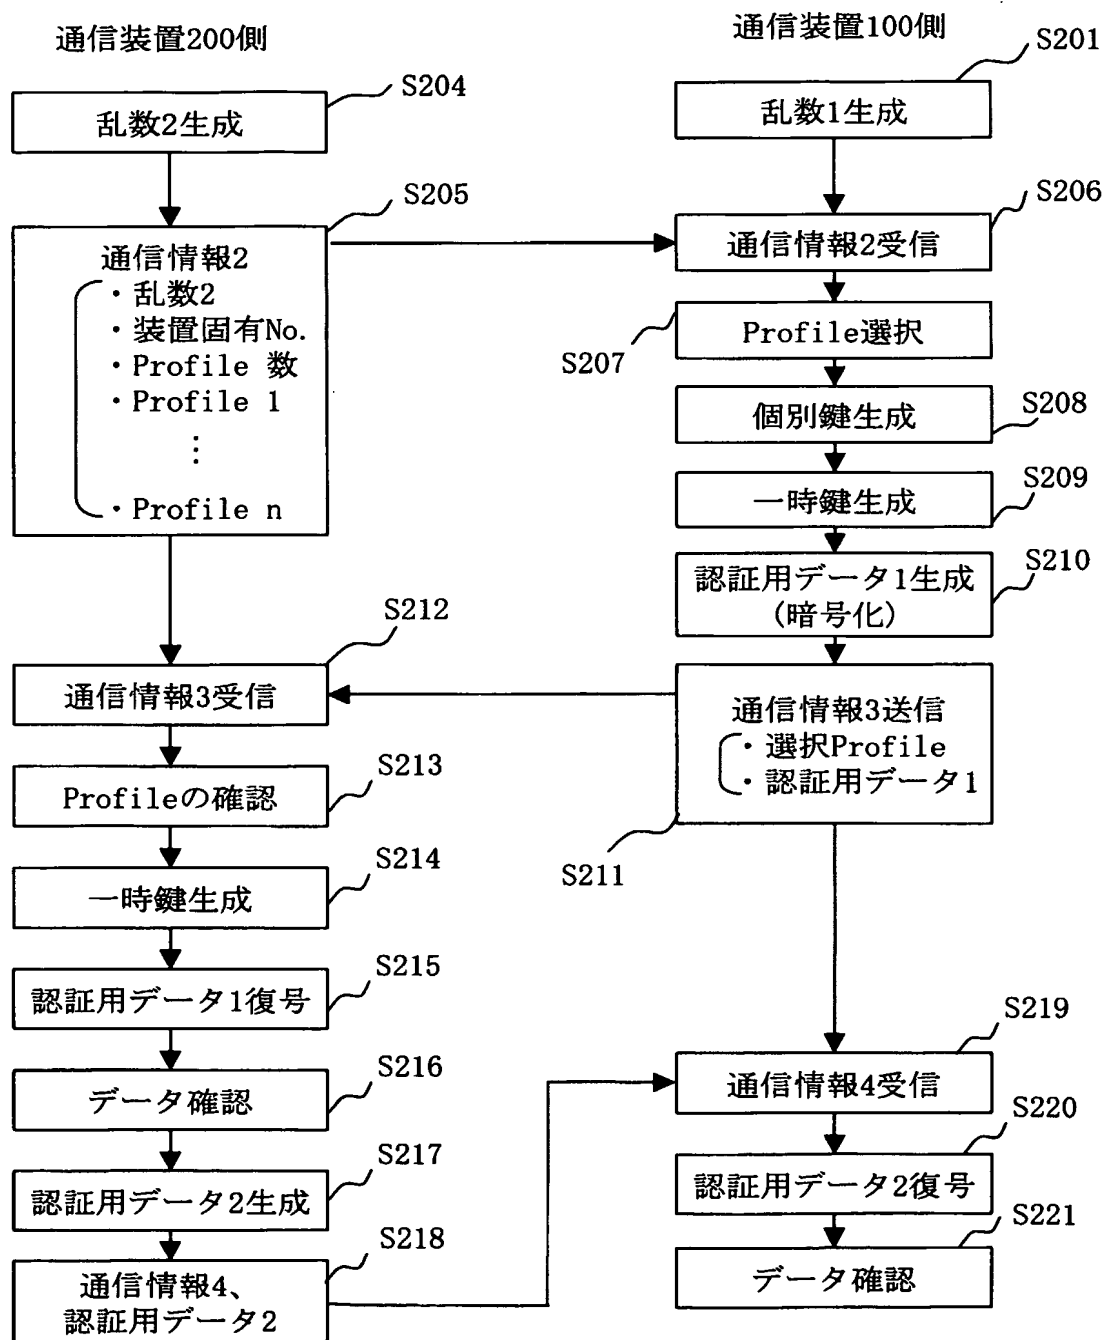 通信装置200側
S204
乱数2生成
S205
通信情報2
・乱数2
・装置固有No.
・Profile 数
・Profile 1
⋮
・Profile n
S212
通信情報3受信
S213
Profileの確認
S214
一時鍵生成
S215
認証用データ1復号
S216
データ確認
S217
認証用データ2生成
S218
通信情報4、
認証用データ2
通信装置100側
S201
乱数1生成
S206
通信情報2受信
S207
Profile選択
S208
個別鍵生成
S209
一時鍵生成
S210
認証用データ1生成
(暗号化)
通信情報3送信
・選択Profile
・認証用データ1
S211
S219
通信情報4受信
S220
認証用データ2復号
S221
データ確認